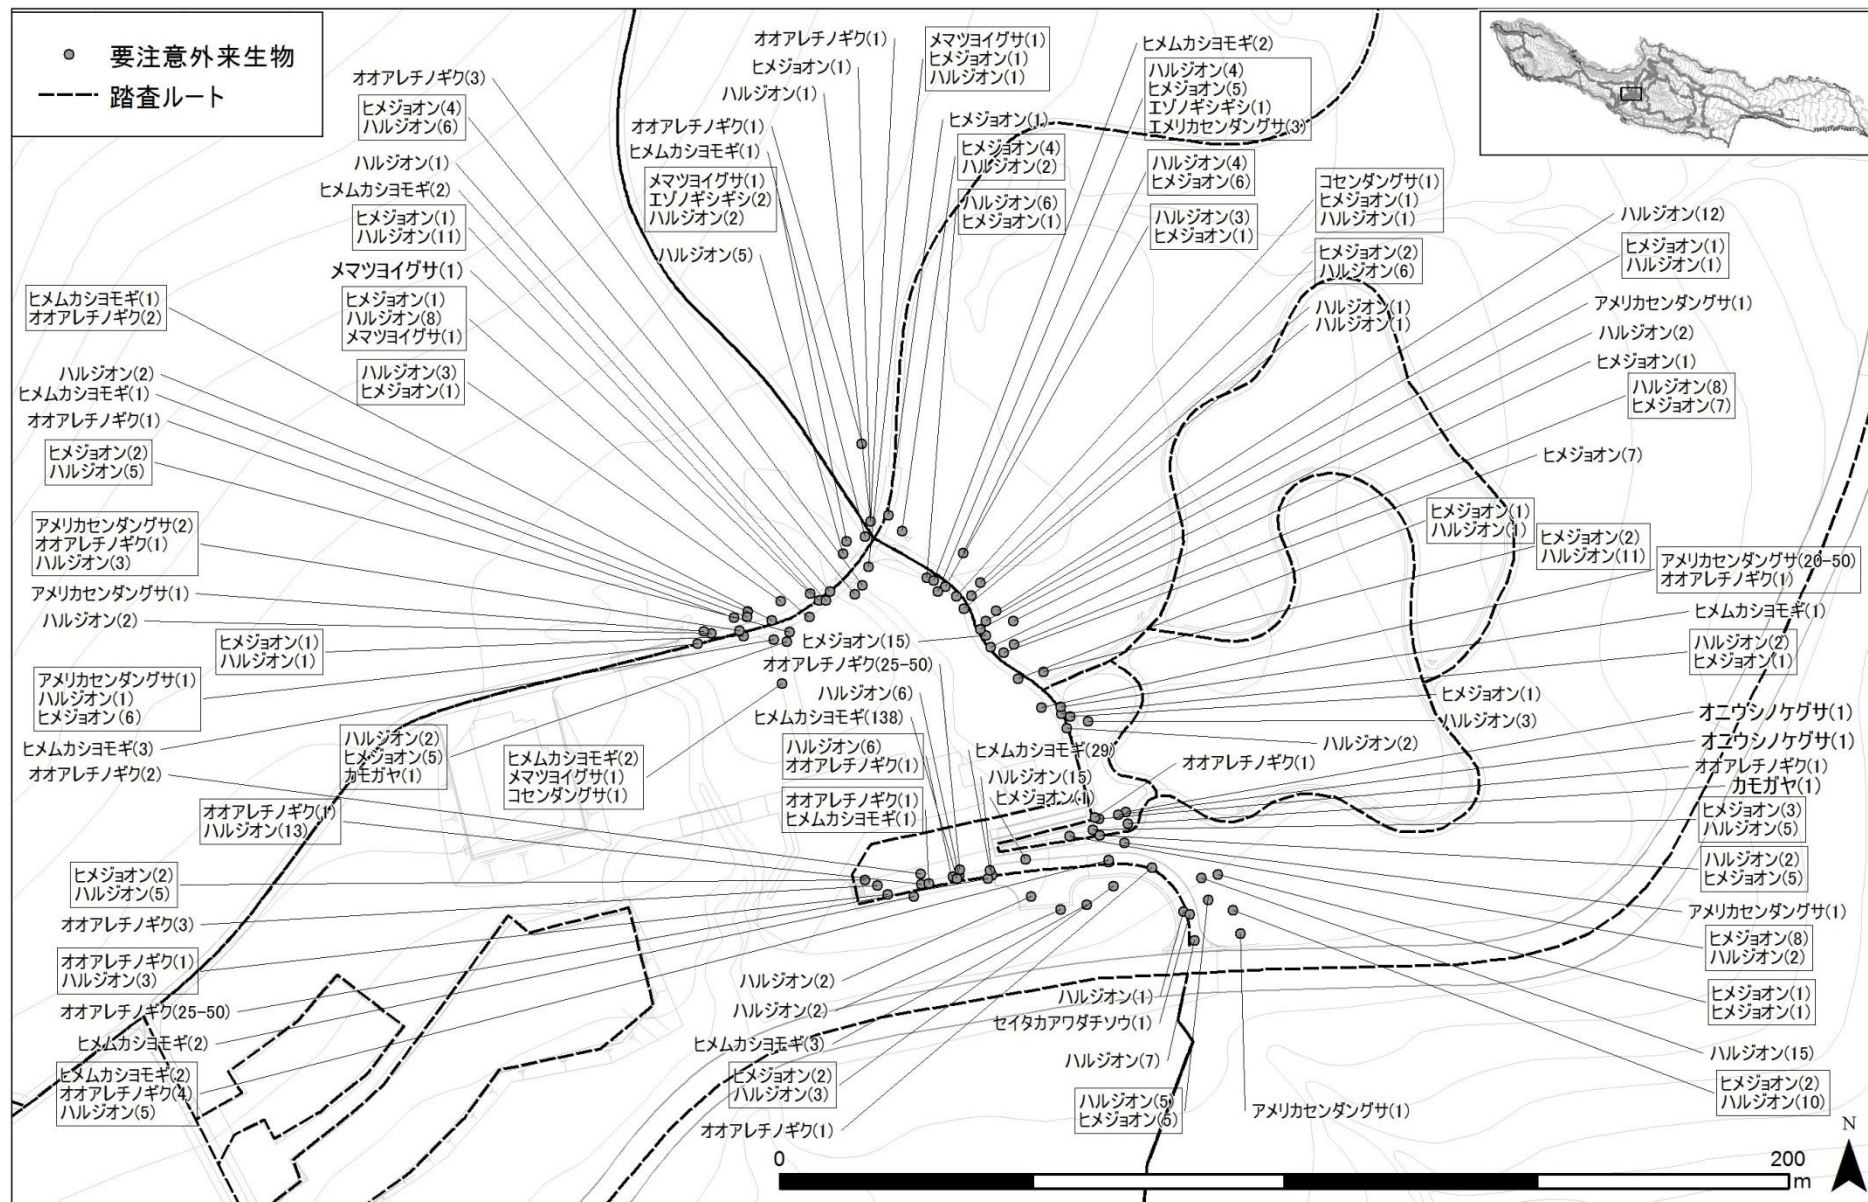 要注意外来生物
踏査ルート
オオアレチノギク(3)
ヒメジョオン(4)
ハルジオン(6)
ハルジオン(1)
ヒメムカシヨモギ(2)
ヒメジョオン(1)
ハルジオン(11)
メマツヨイグサ(1)
ヒメジョオン(1)
ハルジオン(8)
メマツヨイグサ(1)
ハルジオン(3)
ヒメジョオン(1)
ヒメムカシヨモギ(1)
オオアレチノギク(2)
ハルジオン(2)
ヒメムカシヨモギ(1)
オオアレチノギク(1)
ヒメジョオン(2)
ハルジオン(5)
アメリカセンダングサ(2)
オオアレチノギク(1)
ハルジオン(3)
アメリカセンダングサ(1)
ハルジオン(2)
ヒメジョオン(1)
ハルジオン(1)
アメリカセンダングサ(1)
ハルジオン(1)
ヒメジョオン(6)
ヒメムカシヨモギ(3)
オオアレチノギク(2)
オオアレチノギク(1)
ハルジオン(13)
ハルジオン(2)
ヒメジョオン(5)
カモガヤ(1)
ヒメムカシヨモギ(2)
メマツヨイグサ(1)
コセンダングサ(1)
ヒメジョオン(2)
ハルジオン(5)
オオアレチノギク(3)
オオアレチノギク(1)
ハルジオン(3)
オオアレチノギク(25-50)
ヒメムカシヨモギ(2)
ヒメムカシヨモギ(2)
オオアレチノギク(4)
ハルジオン(5)
オオアレチノギク(1)
ヒメジョオン(1)
ハルジオン(1)
オオアレチノギク(1)
ヒメムカシヨモギ(1)
メマツヨイグサ(1)
エゾノギシギシ(2)
ハルジオン(2)
ハルジオン(5)
メマツヨイグサ(1)
ヒメジョオン(1)
ハルジオン(1)
ヒメジョオン(1)
ヒメジョオン(4)
ハルジオン(2)
ハルジオン(6)
ヒメジョオン(1)
ヒメムカシヨモギ(2)
ハルジオン(4)
ヒメジョオン(5)
エゾノギシギシ(1)
エメリカセンダングサ(3)
ハルジオン(4)
ヒメジョオン(6)
ハルジオン(3)
ヒメジョオン(1)
コセンダングサ(1)
ヒメジョオン(1)
ハルジオン(1)
ヒメジョオン(2)
ハルジオン(6)
ハルジオン(1)
ハルジオン(1)
ハルジオン(12)
ヒメジョオン(1)
ハルジオン(1)
アメリカセンダングサ(1)
ハルジオン(2)
ヒメジョオン(1)
ハルジオン(8)
ヒメジョオン(7)
ヒメジョオン(7)
ヒメジョオン(1)
ハルジオン(1)
ヒメジョオン(2)
ハルジオン(11)
アメリカセンダングサ(20-50)
オオアレチノギク(1)
ヒメムカシヨモギ(1)
ハルジオン(2)
ヒメジョオン(1)
ヒメジョオン(1)
ハルジオン(3)
ハルジオン(2)
オオアレチノギク(1)
オニウシノケグサ(1)
オニウシノケグサ(1)
オオアレチノギク(1)
カモガヤ(1)
ヒメジョオン(3)
ハルジオン(5)
ハルジオン(2)
ヒメジョオン(5)
アメリカセンダングサ(1)
ヒメジョオン(8)
ハルジオン(2)
ヒメジョオン(1)
ヒメジョオン(1)
ハルジオン(15)
ヒメジョオン(2)
ハルジオン(10)
ヒメジョオン(15)
オオアレチノギク(25-50)
ハルジオン(6)
ヒメムカシヨモギ(138)
ハルジオン(6)
オオアレチノギク(1)
オオアレチノギク(1)
ヒメムカシヨモギ(1)
ヒメムカシヨモギ(29)
ハルジオン(15)
ヒメジョオン(1)
ハルジオン(2)
ハルジオン(2)
ヒメムカシヨモギ(3)
ヒメジョオン(2)
ハルジオン(3)
オオアレチノギク(1)
ハルジオン(1)
セイタカアワダチソウ(1)
ハルジオン(7)
ハルジオン(5)
ヒメジョオン(5)
アメリカセンダングサ(1)
N
0
200
m